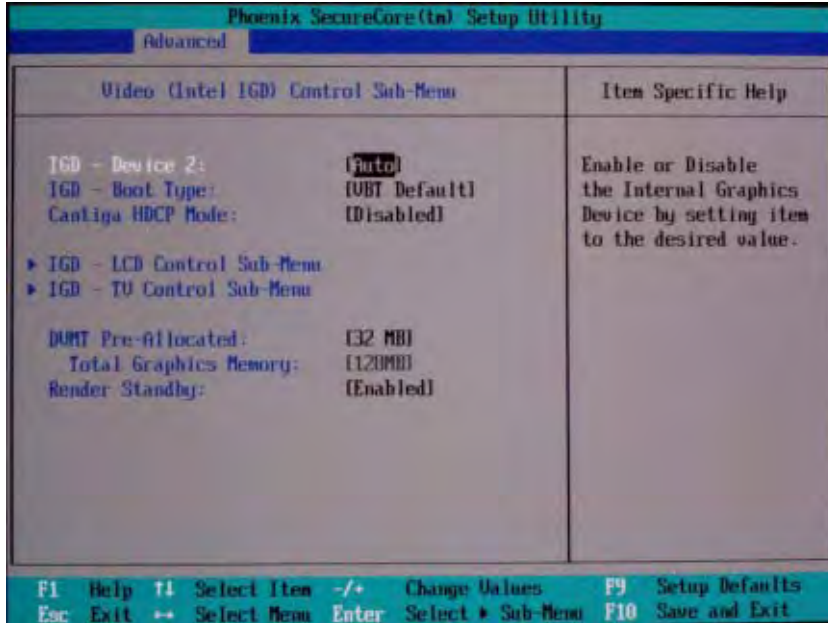 Phoenix SecureCore(tm) Setup Utility
Advanced
Video (Intel IGD) Control Sub-Menu
Item Specific Help
IGD - Device 2: [Auto]
IGD - Boot Type: [VBT Default]
Cantiga HDCP Mode: [Disabled]
▶ IGD - LCD Control Sub-Menu
▶ IGD - TV Control Sub-Menu
DVMT Pre-Allocated: [32 MB]
Total Graphics Memory: [128MB]
Render Standby: [Enabled]
Enable or Disable
the Internal Graphics
Device by setting item
to the desired value.
F1 Help ↑↓ Select Item -/+ Change Values F9 Setup Defaults
Esc Exit ↔ Select Menu Enter Select ▶ Sub-Menu F10 Save and Exit